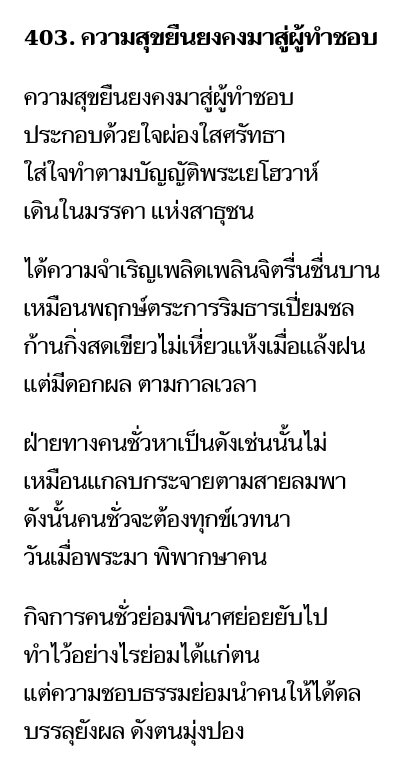 403. ความสุขยืนยงคงมาสู่ผู้ทำชอบ
ความสุขยืนยงคงมาสู่ผู้ทำชอบ
ประกอบด้วยใจผ่องใสศรัทธา
ใส่ใจทำตามบัญญัติพระเยโฮวาห์
เดินในมรรคา แห่งสาธุชน
ได้ความจำเริญเพลิดเพลินจิตรื่นชื่นบาน
เหมือนพฤกษ์ตระการริมธารเปี่ยมชล
ก้านกิ่งสดเขียวไม่เหี่ยวแห้งเมื่อแล้งฝน
แต่มีดอกผล ตามกาลเวลา
ฝ่ายทางคนชั่วหาเป็นดังเช่นนั้นไม่
เหมือนแกลบกระจายตามสายลมพา
ดังนั้นคนชั่วจะต้องทุกข์เวทนา
วันเมื่อพระมา พิพากษาคน
กิจการคนชั่วย่อมพินาศย่อยยับไป
ทำไว้อย่างไรย่อมได้แก่ตน
แต่ความชอบธรรมย่อมนำคนให้ได้ดล
บรรลุยังผล ดังตนมุ่งปอง